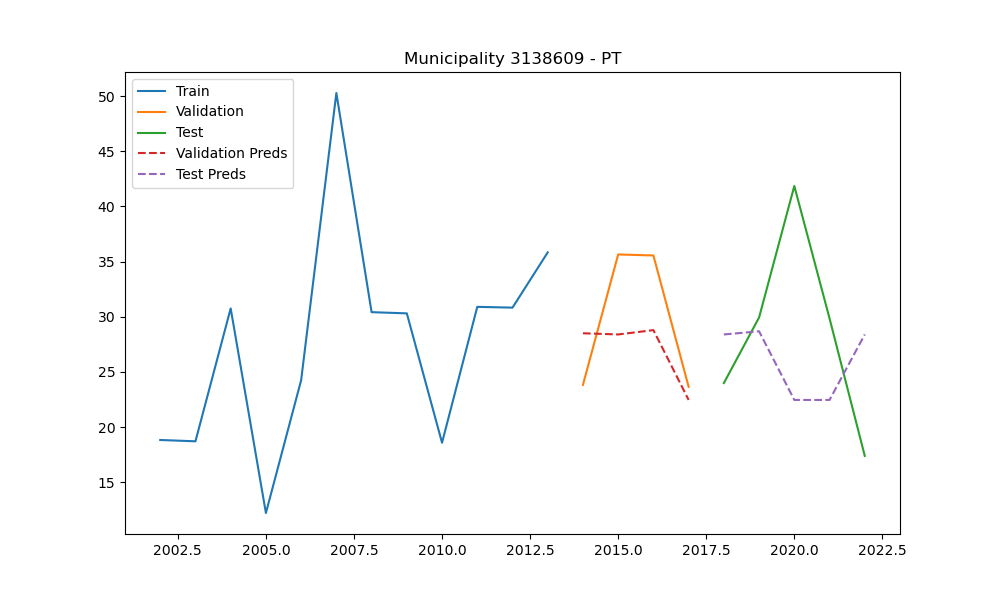 Municipality 3138609 - PT
Train
Validation
Test
Validation Preds
Test Preds
50
45
40
35
30
25
20
15
2002.5 2005.0 2007.5 2010.0 2012.5 2015.0 2017.5 2020.0 2022.5